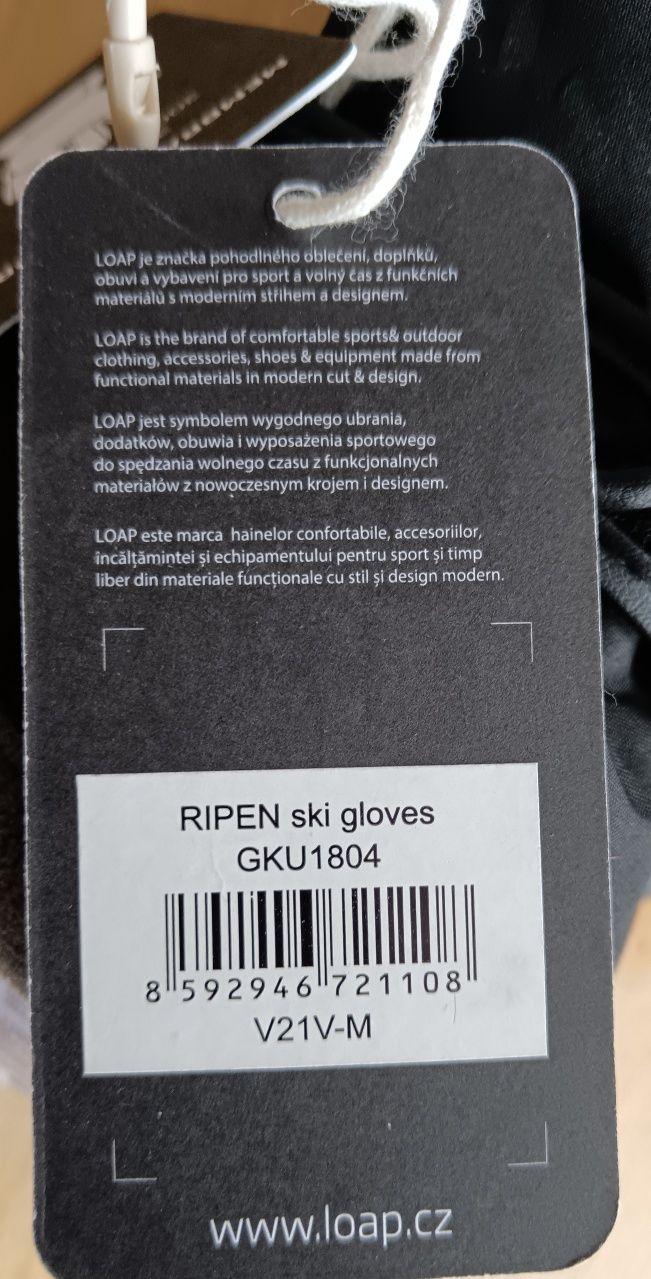 LOAP je značka pohodlného oblečení, doplňků,
obuvi a vybavení pro sport a volný čas z funkčních
materiálů s moderním střihem a designem.
LOAP is the brand of comfortable sports& outdoor
clothing, accessories, shoes & equipment made from
functional materials in modern cut & design.
LOAP jest symbolem wygodnego ubrania,
dodatków, obuwia i wyposażenia sportowego
do spędzania wolnego czasu z funkcjonalnych
materiałów z nowoczesnym krojem i designem.
LOAP este marca hainelor confortabile, accesoriilor,
încălțămintei și echipamentului pentru sport și timp
liber din materiale funcționale cu stil și design modern.
RIPEN ski gloves
GKU1804
8 592946 721108
V21V-M
www.loap.cz